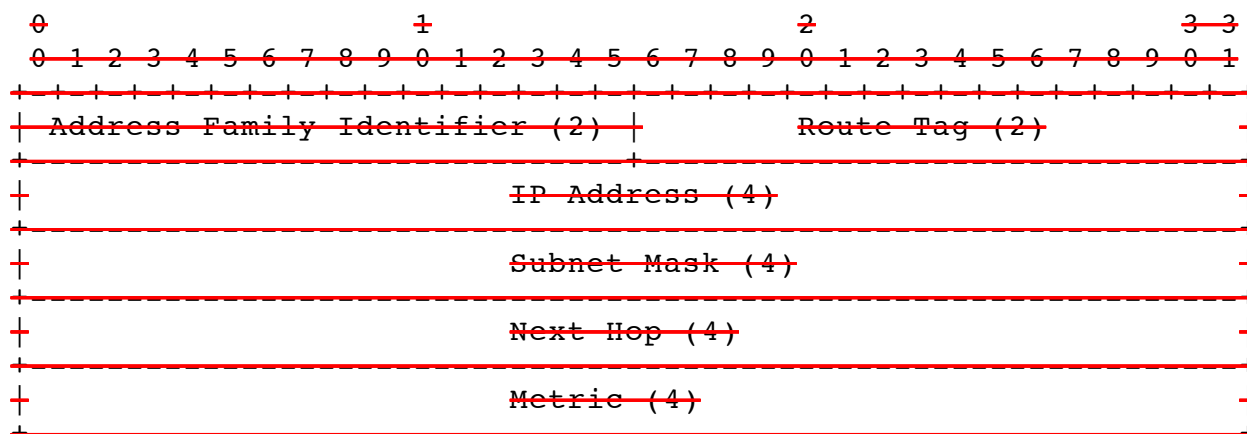 0 1 2 3 3
0 1 2 3 4 5 6 7 8 9 0 1 2 3 4 5 6 7 8 9 0 1 2 3 4 5 6 7 8 9 0 1
+-+-+-+-+-+-+-+-+-+-+-+-+-+-+-+-+-+-+-+-+-+-+-+-+-+-+-+-+-+-+-+-+
| Address Family Identifier (2) | Route Tag (2) |
+-------------------------------+-------------------------------+
| IP Address (4) |
+---------------------------------------------------------------+
| Subnet Mask (4) |
+---------------------------------------------------------------+
| Next Hop (4) |
+---------------------------------------------------------------+
| Metric (4) |
+---------------------------------------------------------------+